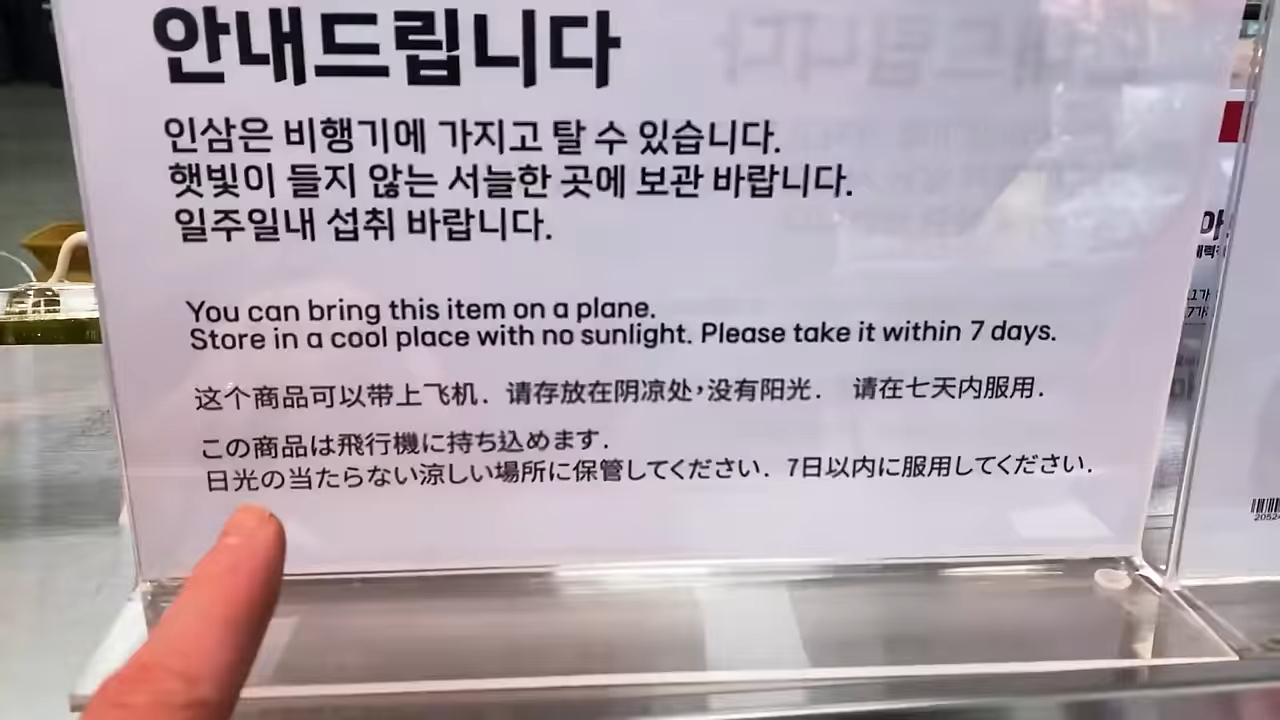 안내드립니다
인삼은 비행기에 가지고 탈 수 있습니다.
햇빛이 들지 않는 서늘한 곳에 보관 바랍니다.
일주일내 섭취 바랍니다.
You can bring this item on a plane.
Store in a cool place with no sunlight. Please take it within 7 days.
这个商品可以带上飞机. 请存放在阴凉处,没有阳光. 请在七天内服用.
この商品は飛行機に持ち込めます.
日光の当たらない涼しい場所に保管してください. 7日以内に服用してください.